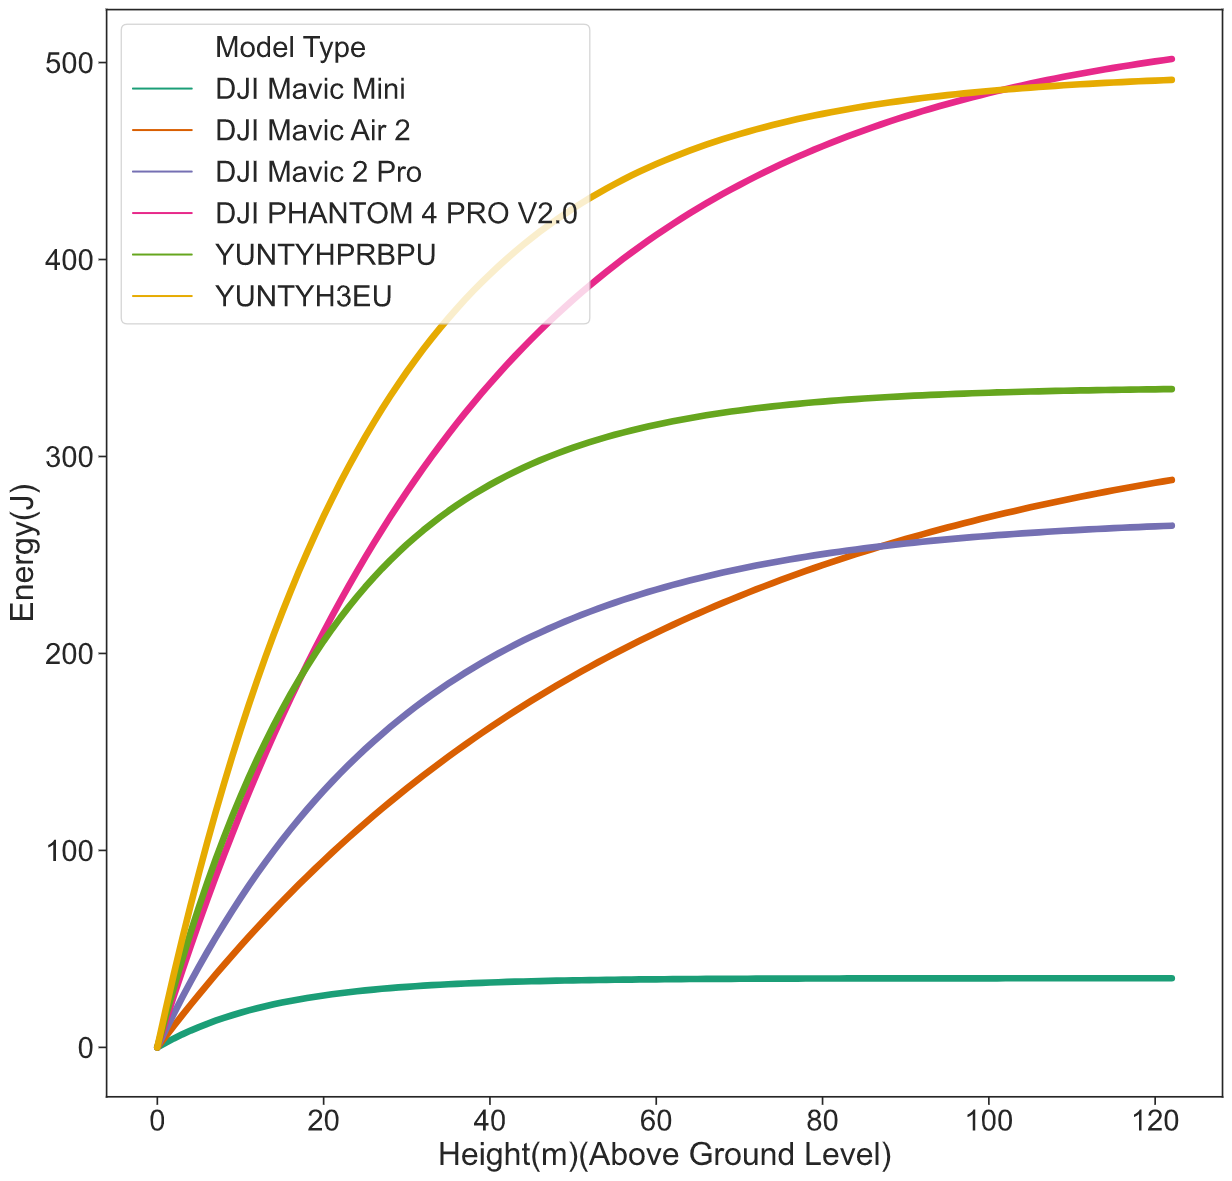 Model Type
DJI Mavic Mini
DJI Mavic Air 2
DJI Mavic 2 Pro
DJI PHANTOM 4 PRO V2.0
YUNTYHPRBPU
YUNTYH3EU
500
400
300
200
100
0
Energy(J)
0 20 40 60 80 100 120
Height(m)(Above Ground Level)